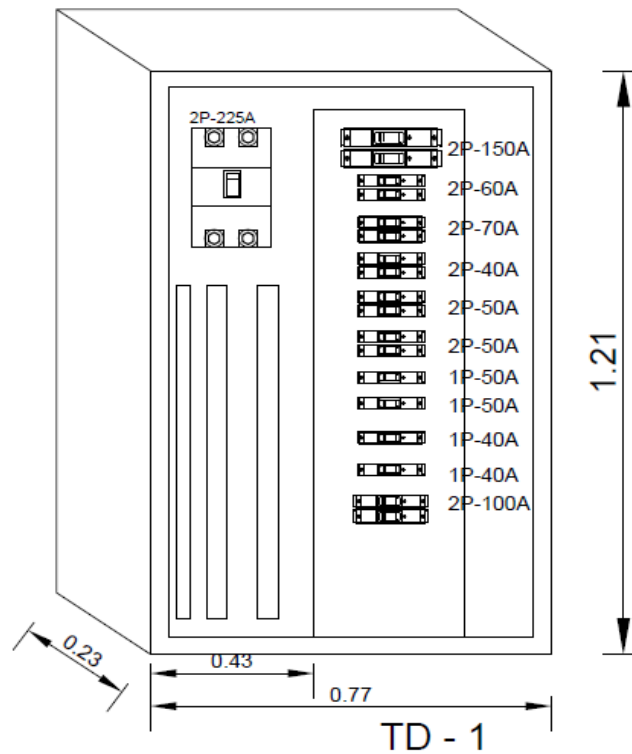 2P-225A
2P-150A
2P-60A
2P-70A
2P-40A
2P-50A
2P-50A
1P-50A
1P-50A
1P-40A
1P-40A
2P-100A
1.21
0.23
0.43
0.77
TD - 1